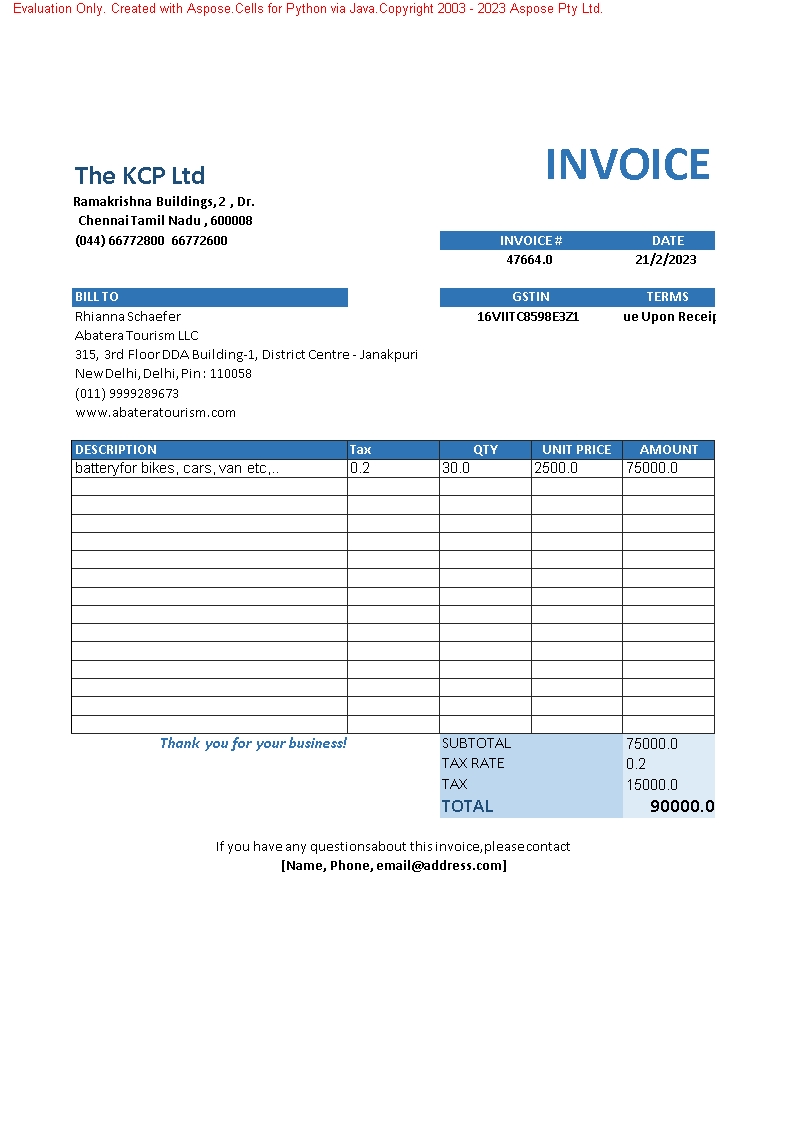 Evaluation Only. Created with Aspose.Cells for Python via Java.Copyright 2003 - 2023 Aspose Pty Ltd.
INVOICE
The KCP Ltd
Ramakrishna Buildings,2 , Dr.
Chennai Tamil Nadu , 600008
(044) 66772800 66772600
INVOICE # DATE
47664.0 21/2/2023
BILL TO GSTIN TERMS
Rhianna Schaefer 16VIITC8598E3Z1 ue Upon Receip
Abatera Tourism LLC
315, 3rd Floor DDA Building-1, District Centre - Janakpuri
New Delhi, Delhi, Pin : 110058
(011) 9999289673
www.abateratourism.com
DESCRIPTION Tax QTY UNIT PRICE AMOUNT
batteryfor bikes, cars, van etc,.. 0.2 30.0 2500.0 75000.0
Thank you for your business! SUBTOTAL 75000.0
TAX RATE 0.2
TAX 15000.0
TOTAL 90000.0
If you have any questions about this invoice, please contact
[Name, Phone, email@address.com]